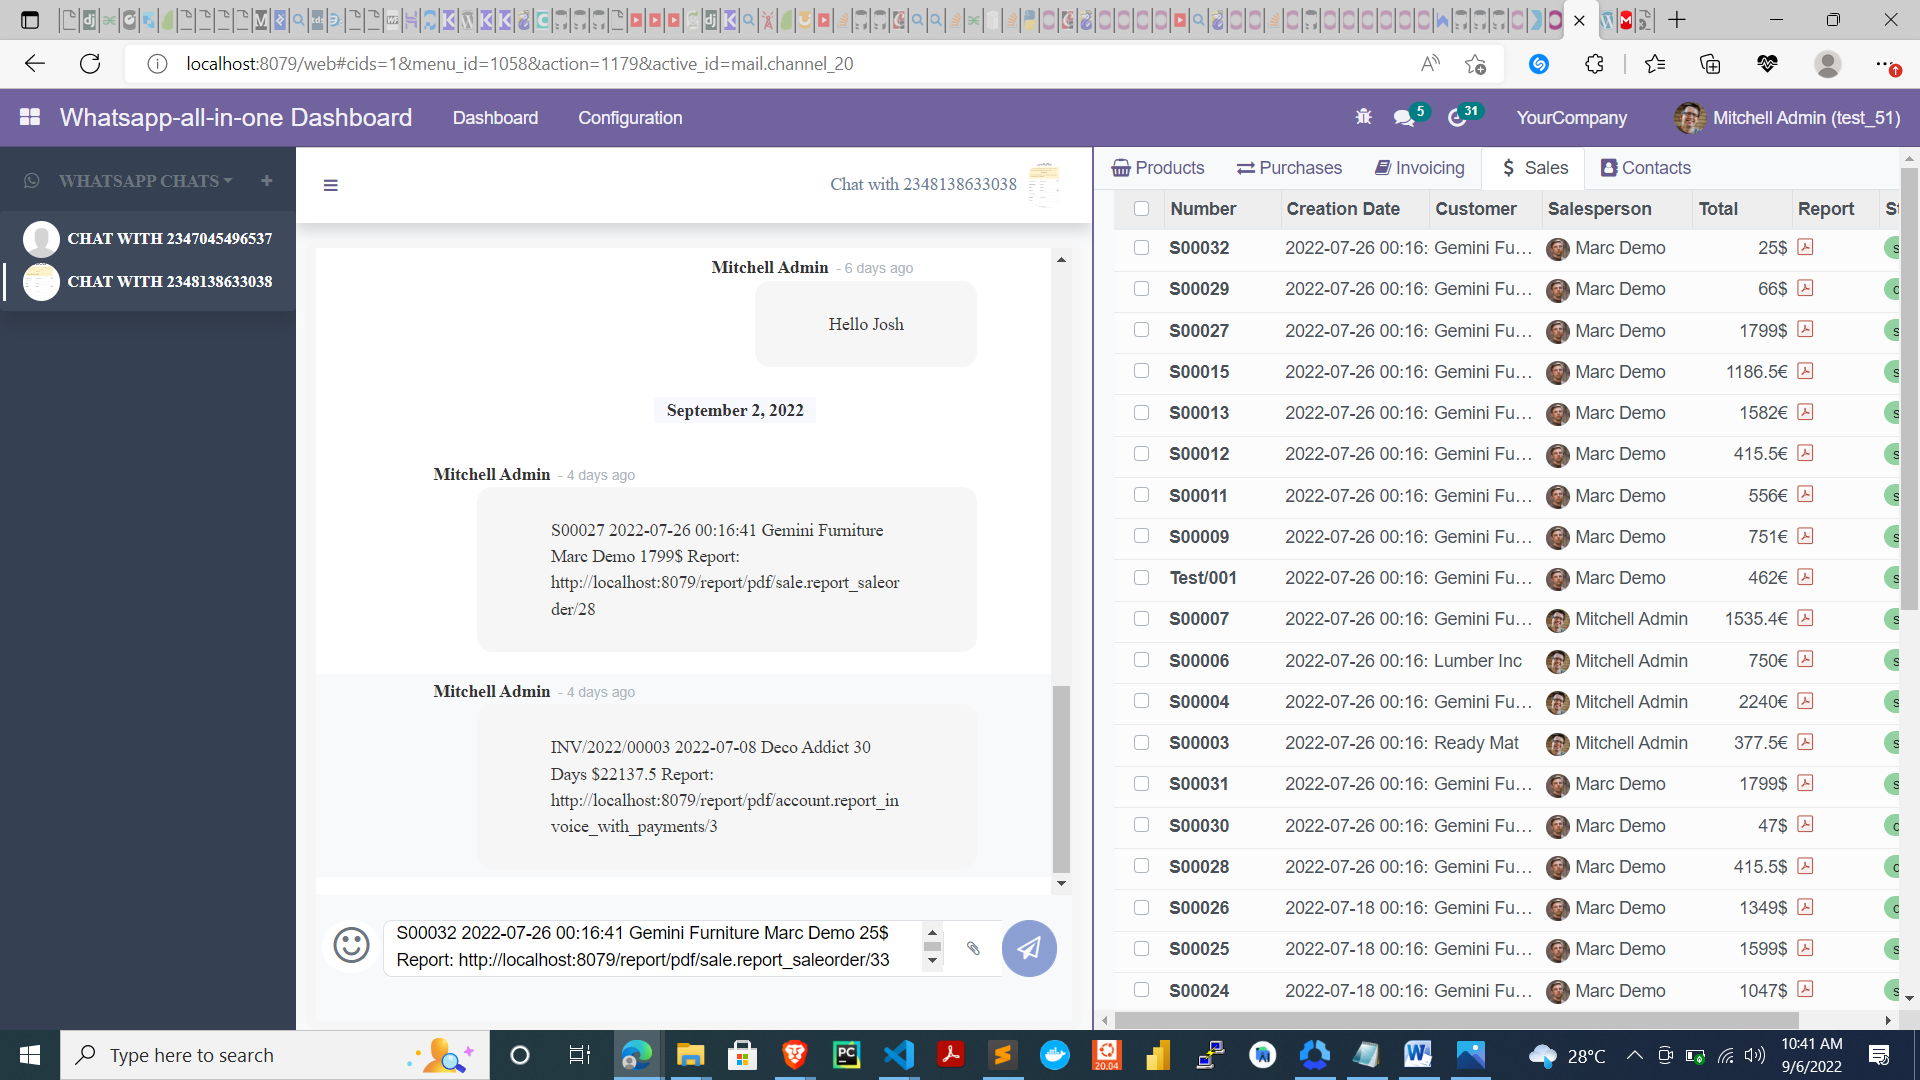 localhost:8079/web#cids=1&menu_id=1058&action=1179&active_id=mail.channel_20
Whatsapp-all-in-one Dashboard Dashboard Configuration 5 31 YourCompany Mitchell Admin (test_51)
WHATSAPP CHATS
CHAT WITH 2347045496537
CHAT WITH 2348138633038
Chat with 2348138633038
Mitchell Admin - 6 days ago
Hello Josh
September 2, 2022
Mitchell Admin - 4 days ago
S00027 2022-07-26 00:16:41 Gemini Furniture
Marc Demo 1799$ Report:
http://localhost:8079/report/pdf/sale.report_saleor
der/28
Mitchell Admin - 4 days ago
INV/2022/00003 2022-07-08 Deco Addict 30
Days $22137.5 Report:
http://localhost:8079/report/pdf/account.report_in
voice_with_payments/3
S00032 2022-07-26 00:16:41 Gemini Furniture Marc Demo 25$
Report: http://localhost:8079/report/pdf/sale.report_saleorder/33
Products Purchases Invoicing Sales Contacts
Number Creation Date Customer Salesperson Total Report
S00032 2022-07-26 00:16: Gemini Fu... Marc Demo 25$
S00029 2022-07-26 00:16: Gemini Fu... Marc Demo 66$
S00027 2022-07-26 00:16: Gemini Fu... Marc Demo 1799$
S00015 2022-07-26 00:16: Gemini Fu... Marc Demo 1186.5€
S00013 2022-07-26 00:16: Gemini Fu... Marc Demo 1582€
S00012 2022-07-26 00:16: Gemini Fu... Marc Demo 415.5€
S00011 2022-07-26 00:16: Gemini Fu... Marc Demo 556€
S00009 2022-07-26 00:16: Gemini Fu... Marc Demo 751€
Test/001 2022-07-26 00:16: Gemini Fu... Marc Demo 462€
S00007 2022-07-26 00:16: Gemini Fu... Mitchell Admin 1535.4€
S00006 2022-07-26 00:16: Lumber Inc Mitchell Admin 750€
S00004 2022-07-26 00:16: Gemini Fu... Mitchell Admin 2240€
S00003 2022-07-26 00:16: Ready Mat Mitchell Admin 377.5€
S00031 2022-07-26 00:16: Gemini Fu... Marc Demo 1799$
S00030 2022-07-26 00:16: Gemini Fu... Marc Demo 47$
S00028 2022-07-26 00:16: Gemini Fu... Marc Demo 415.5$
S00026 2022-07-18 00:16: Gemini Fu... Marc Demo 1349$
S00025 2022-07-18 00:16: Gemini Fu... Marc Demo 1599$
S00024 2022-07-18 00:16: Gemini Fu... Marc Demo 1047$
Type here to search
20.04
28°C
10:41 AM
9/6/2022